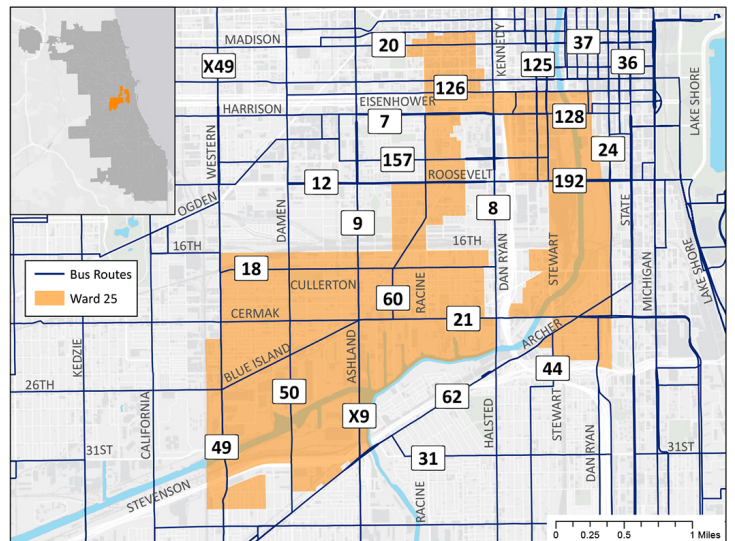 MADISON
20
KENNEDY
37
X49
125
36
126
LAKE SHORE
HARRISON
EISENHOWER
7
128
WESTERN
157
24
ROOSEVELT
12
192
OGDEN
DAMEN
9
8
STATE
16TH
16TH
DAN RYAN
STEWART
MICHIGAN
LAKE SHORE
18
Bus Routes
CULLERTON
RACINE
Ward 25
60
CERMAK
21
KEDZIE
BLUE ISLAND
ASHLAND
ARCHER
26TH
50
44
62
CALIFORNIA
X9
HALSTED
STEWART
DAN RYAN
49
31ST
31
31ST
STEVENSON
RACINE
0 0.25 0.5 1 Miles